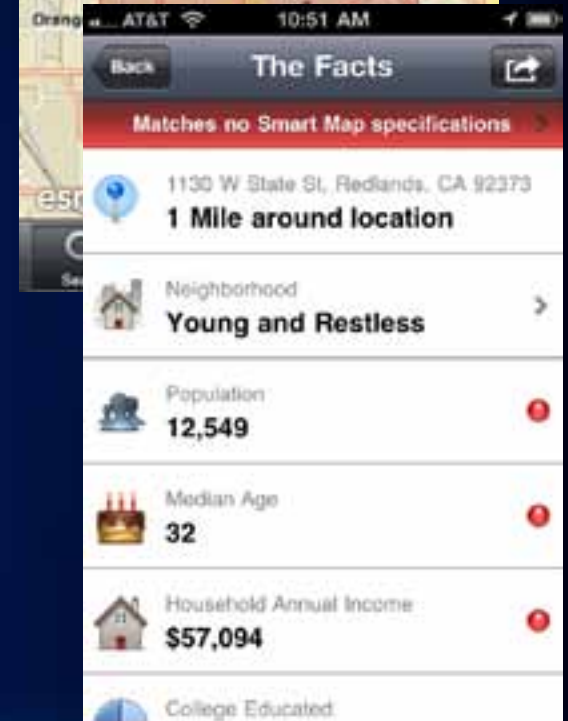 AT&T 10:51 AM
Back The Facts
Matches no Smart Map specifications
1130 W State St, Redlands, CA 92373
1 Mile around location
Neighborhood
Young and Restless
Population
12,549
Median Age
32
Household Annual Income
$57,094
College Educated